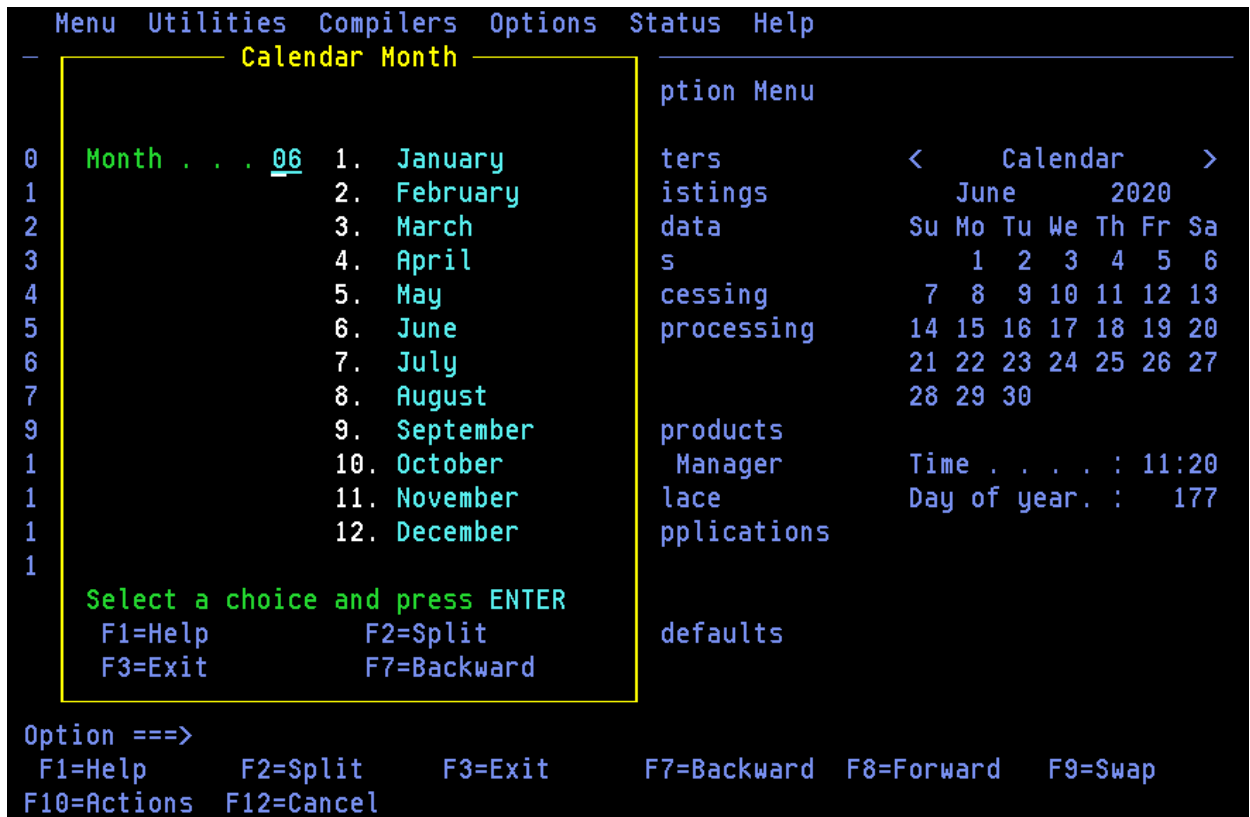 Menu  Utilities  Compilers  Options  Status  Help
Calendar Month
ption Menu
0 Month . . . 06 1. January ters < Calendar >
1 2. February istings June 2020
2 3. March data Su Mo Tu We Th Fr Sa
3 4. April s 1 2 3 4 5 6
4 5. May cessing 7 8 9 10 11 12 13
5 6. June processing 14 15 16 17 18 19 20
6 7. July 21 22 23 24 25 26 27
7 8. August 28 29 30
9 9. September products
1 10. October Manager Time . . . . : 11:20
1 11. November lace Day of year. : 177
1 12. December pplications
1
Select a choice and press ENTER
F1=Help F2=Split defaults
F3=Exit F7=Backward
Option ===>
F1=Help F2=Split F3=Exit F7=Backward F8=Forward F9=Swap
F10=Actions F12=Cancel